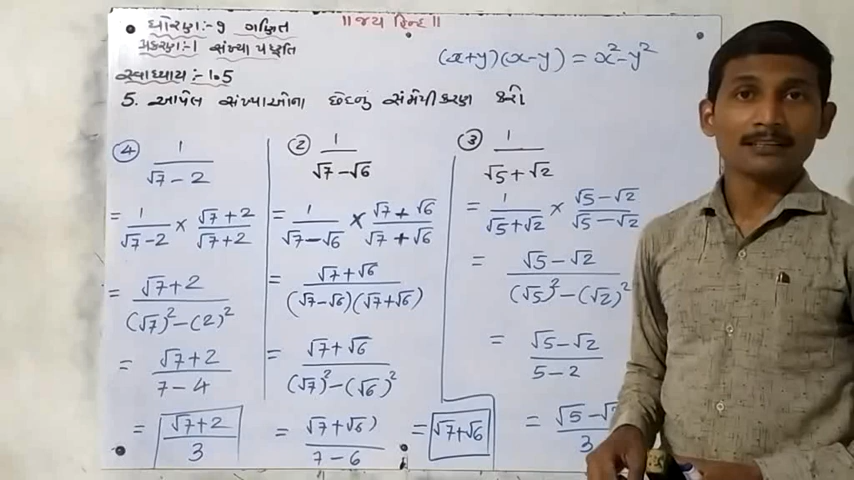 ॥ જય હિન્દ ॥
ધોરણ :- 9 ગણિત
પ્રકરણ :- 1 સંખ્યા પદ્ધતિ
સ્વાધ્યાય :- 1.5
(x+y)(x-y) = x²-y²
5. આપેલ સંખ્યાઓના છેદનું સંમેયીકરણ કરો
④ 1/(√7-2)
= 1/(√7-2) × (√7+2)/(√7+2)
= (√7+2)/((√7)²-(2)²)
= (√7+2)/(7-4)
= (√7+2)/3
② 1/(√7-√6)
= 1/(√7-√6) × (√7+√6)/(√7+√6)
= (√7+√6)/((√7-√6)(√7+√6))
= (√7+√6)/((√7)²-(√6)²)
= (√7+√6)/(7-6)
= √7+√6
③ 1/(√5+√2)
= 1/(√5+√2) × (√5-√2)/(√5-√2)
= (√5-√2)/((√5)²-(√2)²)
= (√5-√2)/(5-2)
= (√5-√2)/3